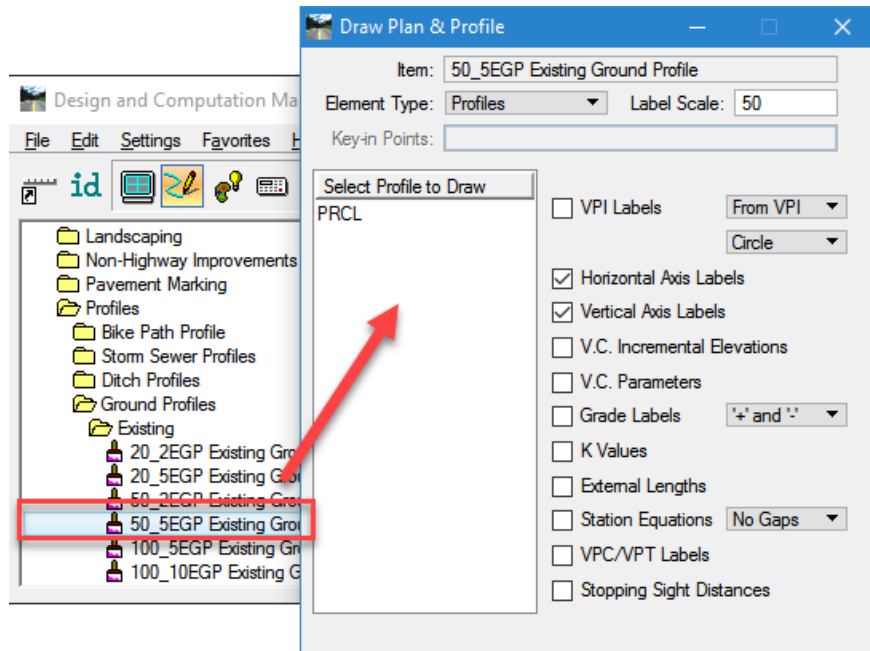 Draw Plan & Profile
Item: 50_5EGP Existing Ground Profile
Element Type: Profiles Label Scale: 50
Key-in Points:
Select Profile to Draw
PRCL
VPI Labels From VPI
Circle
Horizontal Axis Labels
Vertical Axis Labels
V.C. Incremental Elevations
V.C. Parameters
Grade Labels '+' and '-'
K Values
External Lengths
Station Equations No Gaps
VPC/VPT Labels
Stopping Sight Distances
Design and Computation Ma
File Edit Settings Favorites H
id
Landscaping
Non-Highway Improvements
Pavement Marking
Profiles
Bike Path Profile
Storm Sewer Profiles
Ditch Profiles
Ground Profiles
Existing
20_2EGP Existing Gro
20_5EGP Existing Grou
50_2EGP Existing Grou
50_5EGP Existing Grou
100_5EGP Existing Gr
100_10EGP Existing G